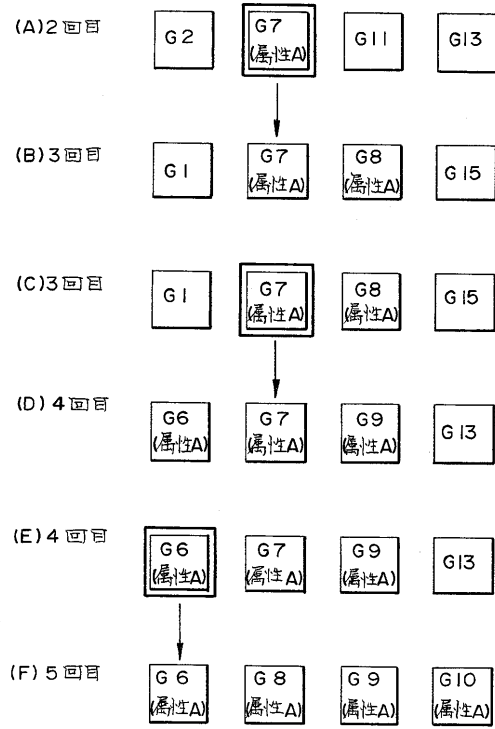 (A)2回目 G2 G7 (属性A) G11 G13
(B)3回目 G1 G7 (属性A) G8 (属性A) G15
(C)3回目 G1 G7 (属性A) G8 (属性A) G15
(D)4回目 G6 (属性A) G7 (属性A) G9 (属性A) G13
(E)4回目 G6 (属性A) G7 (属性A) G9 (属性A) G13
(F)5回目 G6 (属性A) G8 (属性A) G9 (属性A) G10 (属性A)